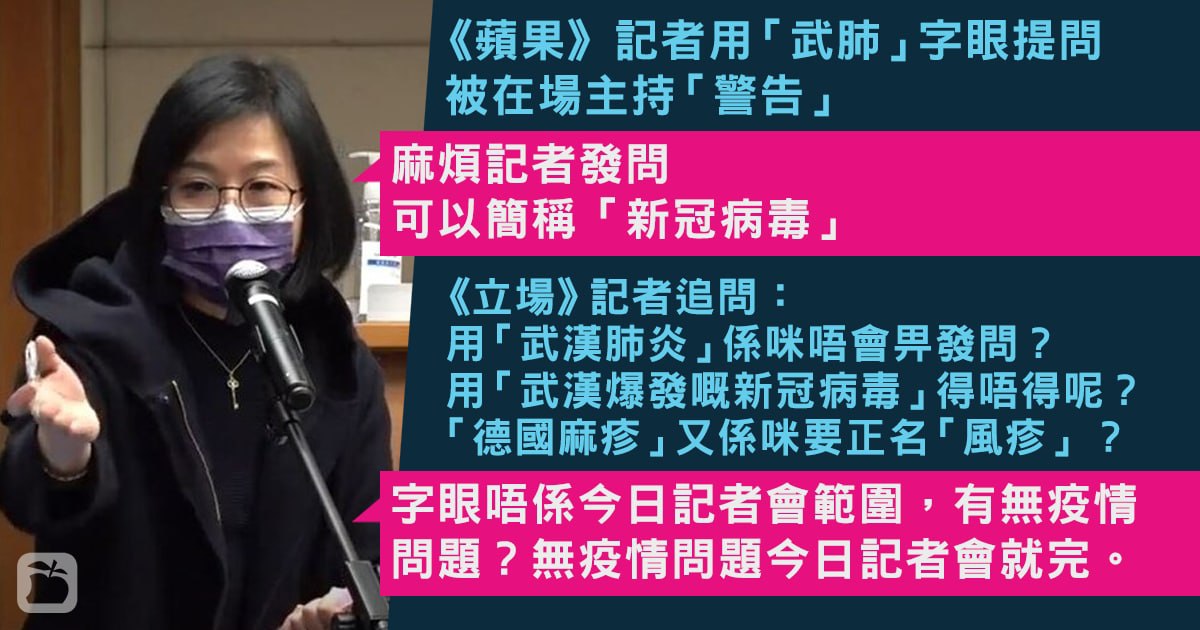 《蘋果》記者用「武肺」字眼提問
被在場主持「警告」
麻煩記者發問
可以簡稱「新冠病毒」
《立場》記者追問：
用「武漢肺炎」係咪唔會畀發問？
用「武漢爆發嘅新冠病毒」得唔得呢？
「德國麻疹」又係咪要正名「風疹」？
字眼唔係今日記者會範圍，有無疫情
問題？無疫情問題今日記者會就完。